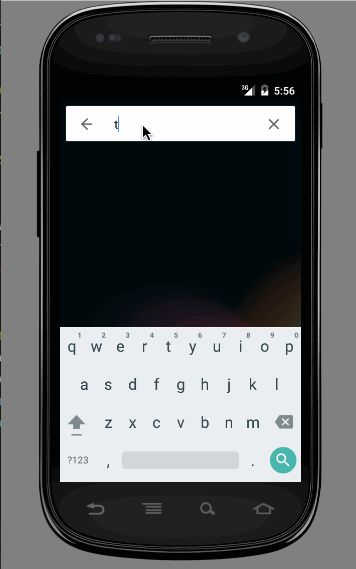 3G 5:56
t
1 2 3 4 5 6 7 8 9 0
q w e r t y u i o p
a s d f g h j k l
z x c v b n m
?123 , .